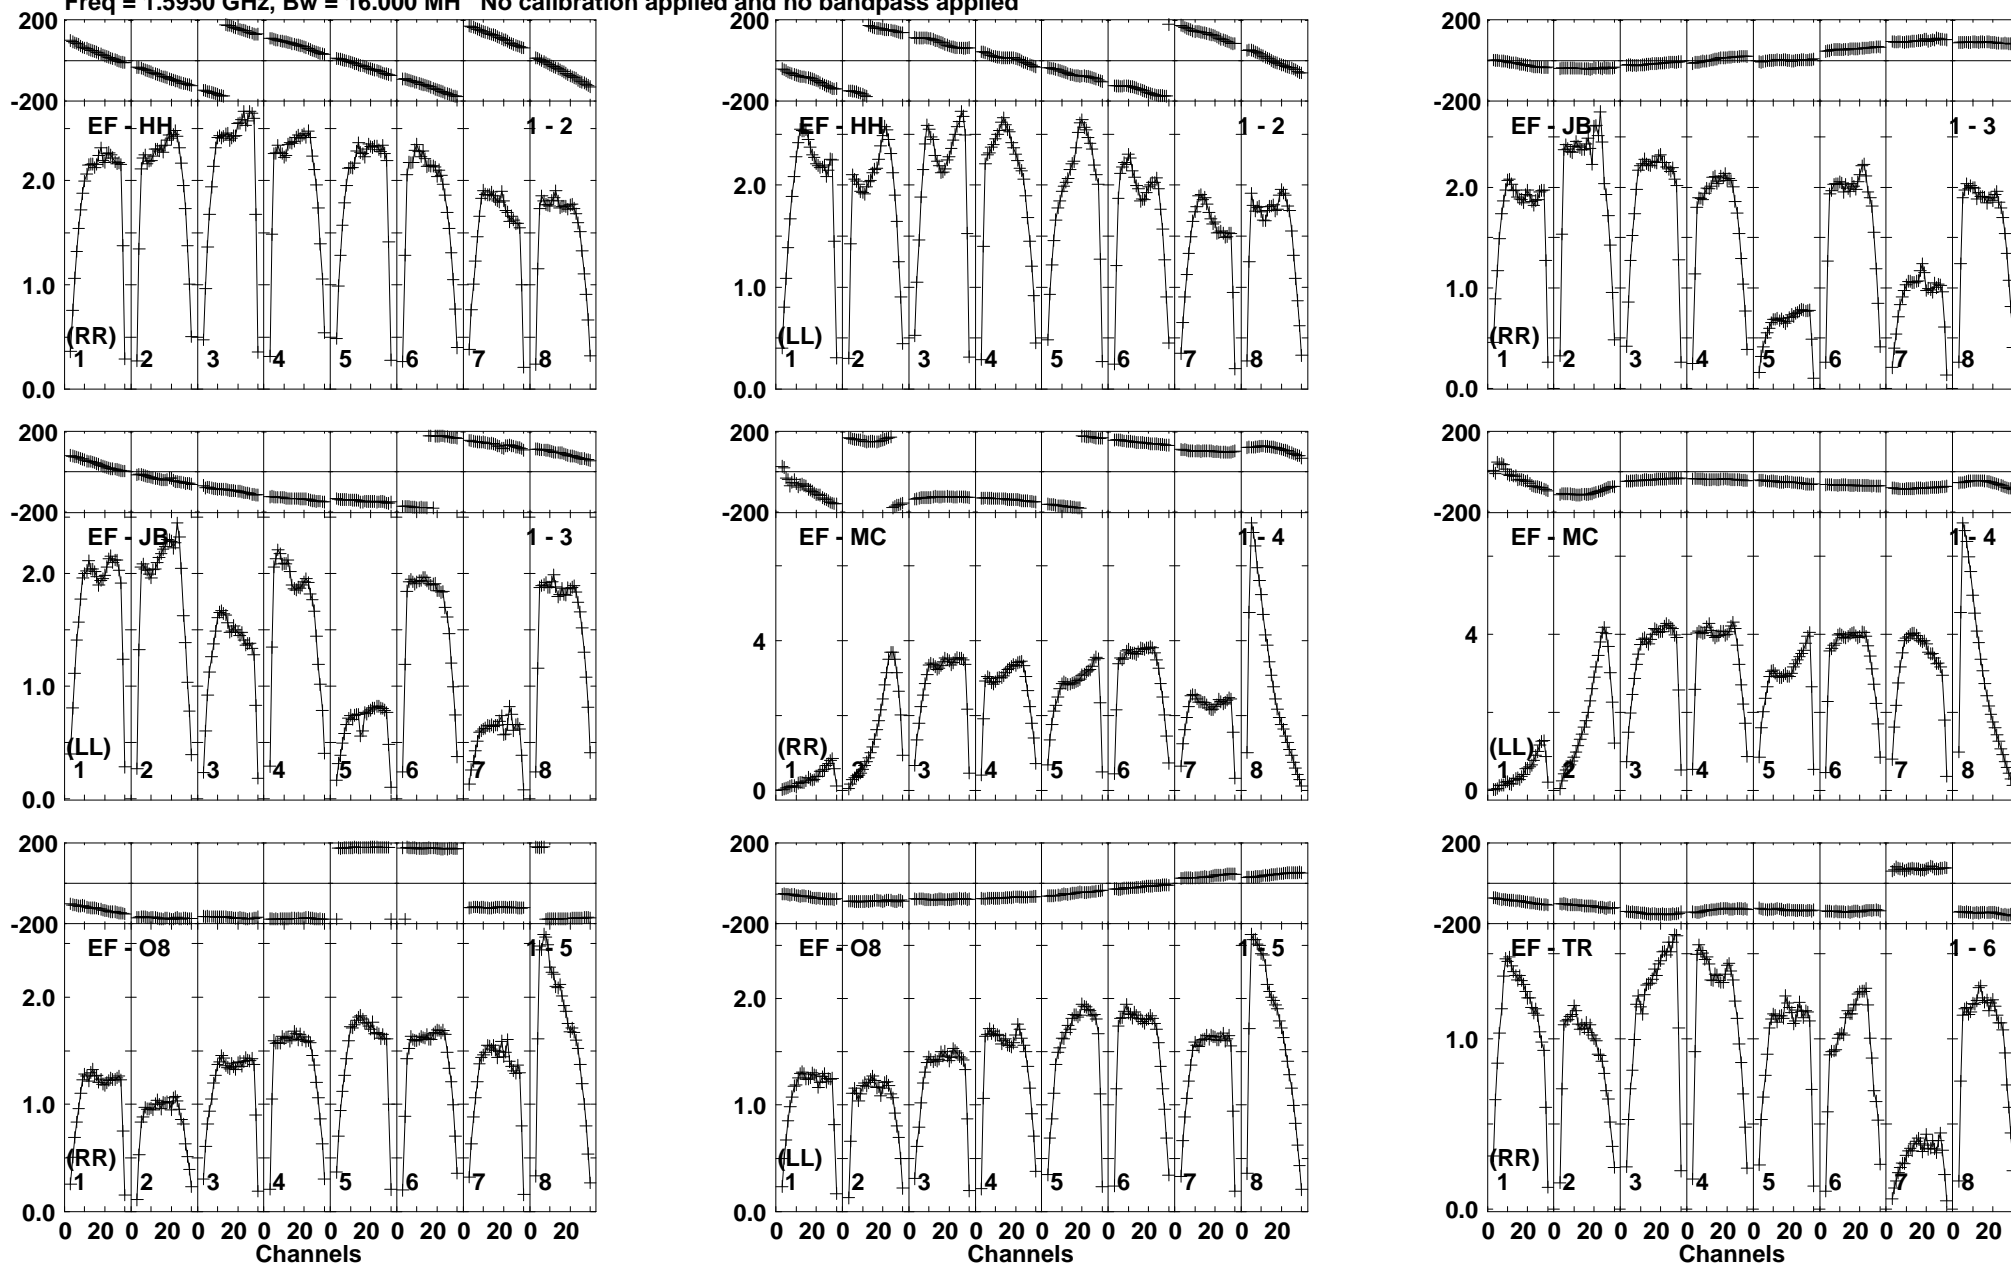 Freq = 1.5950 GHz, Bw = 16.000 MH No calibration applied and no bandpass applied
200 200 200
-200 -200 -200
EF - HH 1 - 2 EF - HH 1 - 2 EF - JB 1 - 3
2.0 2.0 2.0
1.0 1.0 1.0
(RR) (LL) (RR)
1 2 3 4 5 6 7 8 1 2 3 4 5 6 7 8 1 2 3 4 5 6 7 8
0.0 0.0 0.0
200 200 200
-200 -200 -200
EF - JB 1 - 3 EF - MC 1 - 4 EF - MC 1 - 4
2.0 4 4
1.0
(LL) (RR) (LL)
1 2 3 4 5 6 7 8 1 2 3 4 5 6 7 8 1 2 3 4 5 6 7 8
0.0 0 0
200 200 200
-200 -200 -200
EF - O8 1 - 5 EF - O8 1 - 5 EF - TR 1 - 6
2.0 2.0
1.0 1.0 1.0
(RR) (LL) (RR)
1 2 3 4 5 6 7 8 1 2 3 4 5 6 7 8 1 2 3 4 5 6 7 8
0.0 0.0 0.0
0 20 0 20 0 20 0 20 0 20 0 20 0 20 0 20 0 20 0 20 0 20 0 20 0 20 0 20 0 20 0 20 0 20 0 20 0 20 0 20 0 20 0 20 0 20 0 20
Channels Channels Channels